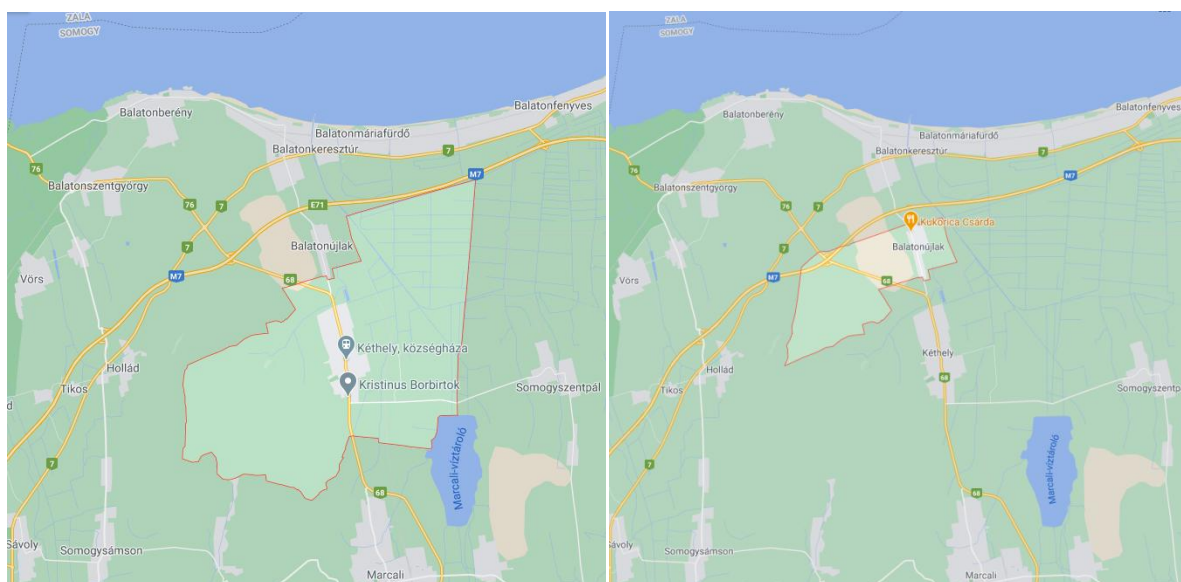 ZALA
SOMOGY
Balatonfenyves
Balatonberény
Balatonmáriafürdő
Balatonkeresztúr
7
76
M7
Balatonszentgyörgy
76
7
E71
7
Balatonújlak
Vörs
M7
68
Kéthely, községháza
Hollád
Tikos
Kristinus Borbirtok
Somogyszentpál
Marcali-víztároló
7
68
Sávoly
Somogysámson
Marcali
ZALA
SOMOGY
Balatonfenyves
Balatonberény
Balatonmáriafürdő
Balatonkeresztúr
7
76
M7
Balatonszentgyörgy
76
7
Kukorica Csárda
7
Balatonújlak
Vörs
M7
68
Kéthely
Hollád
68
Tikos
Somogyszentp
Marcali-víztároló
7
68
Sávoly
Somogysámson
Marcali